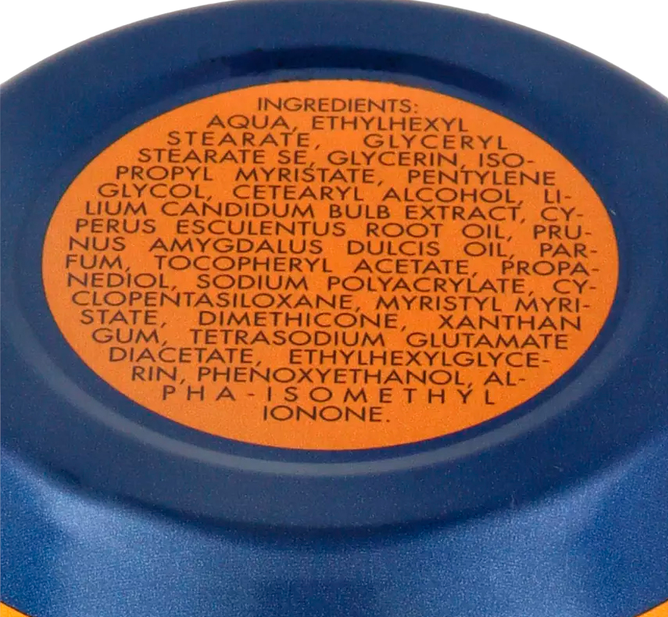 INGREDIENTS:
AQUA, ETHYLHEXYL
STEARATE, GLYCERYL
STEARATE SE, GLYCERIN, ISO-
PROPYL MYRISTATE, PENTYLENE
GLYCOL, CETEARYL ALCOHOL, LI-
LIUM CANDIDUM BULB EXTRACT, CY-
PERUS ESCULENTUS ROOT OIL, PRU-
NUS AMYGDALUS DULCIS OIL, PAR-
FUM, TOCOPHERYL ACETATE, PROPA-
NEDIOL, SODIUM POLYACRYLATE, CY-
CLOPENTASILOXANE, MYRISTYL MYRI-
STATE, DIMETHICONE, XANTHAN
GUM, TETRASODIUM GLUTAMATE
DIACETATE, ETHYLHEXYLGLYCE-
RIN, PHENOXYETHANOL, AL-
PHA-ISOMETHYL
IONONE.